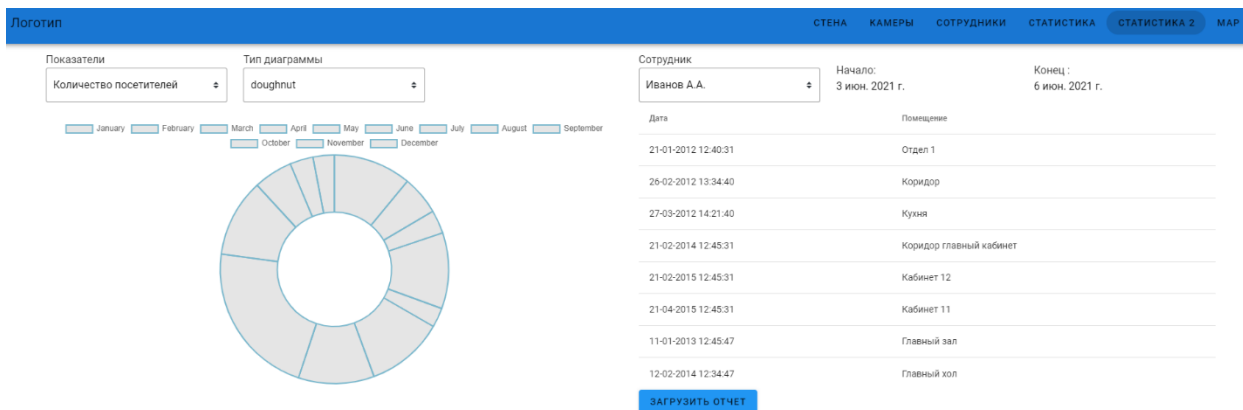 Логотип
СТЕНА КАМЕРЫ СОТРУДНИКИ СТАТИСТИКА СТАТИСТИКА 2 MAP
Показатели Тип диаграммы
Количество посетителей doughnut
January February March April May June July August September
October November December
Сотрудник
Иванов А.А.
Начало:
3 июн. 2021 г.
Конец :
6 июн. 2021 г.
Дата Помещение
21-01-2012 12:40:31 Отдел 1
26-02-2012 13:34:40 Коридор
27-03-2012 14:21:40 Кухня
21-02-2014 12:45:31 Коридор главный кабинет
21-02-2015 12:45:31 Кабинет 12
21-04-2015 12:45:31 Кабинет 11
11-01-2013 12:45:47 Главный зал
12-02-2014 12:34:47 Главный хол
ЗАГРУЗИТЬ ОТЧЕТ